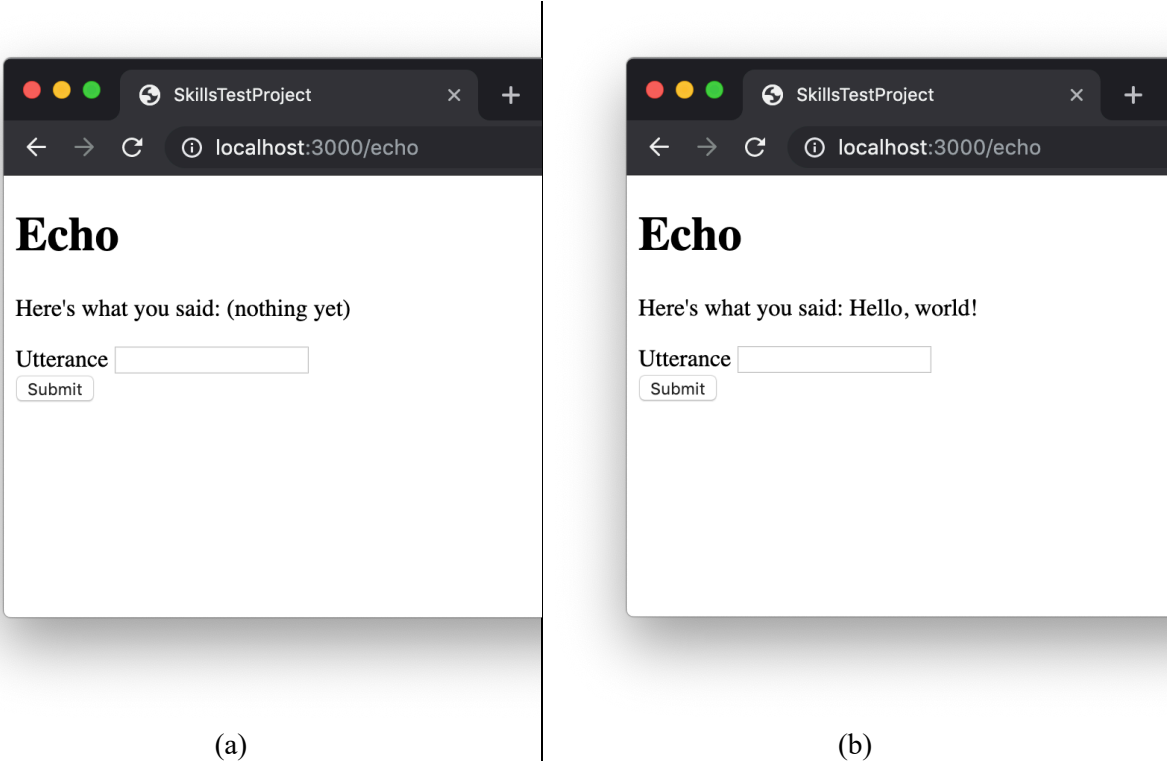 SkillsTestProject
localhost:3000/echo
Echo
Here's what you said: (nothing yet)
Utterance
Submit
(a)
SkillsTestProject
localhost:3000/echo
Echo
Here's what you said: Hello, world!
Utterance
Submit
(b)